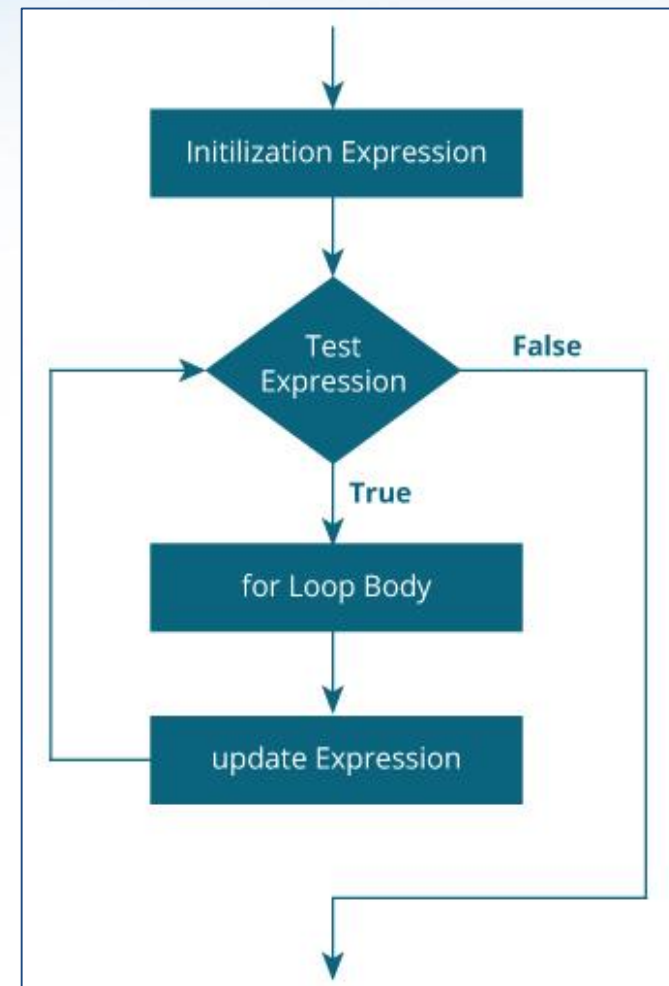 Initilization Expression
Test
Expression
False
True
for Loop Body
update Expression